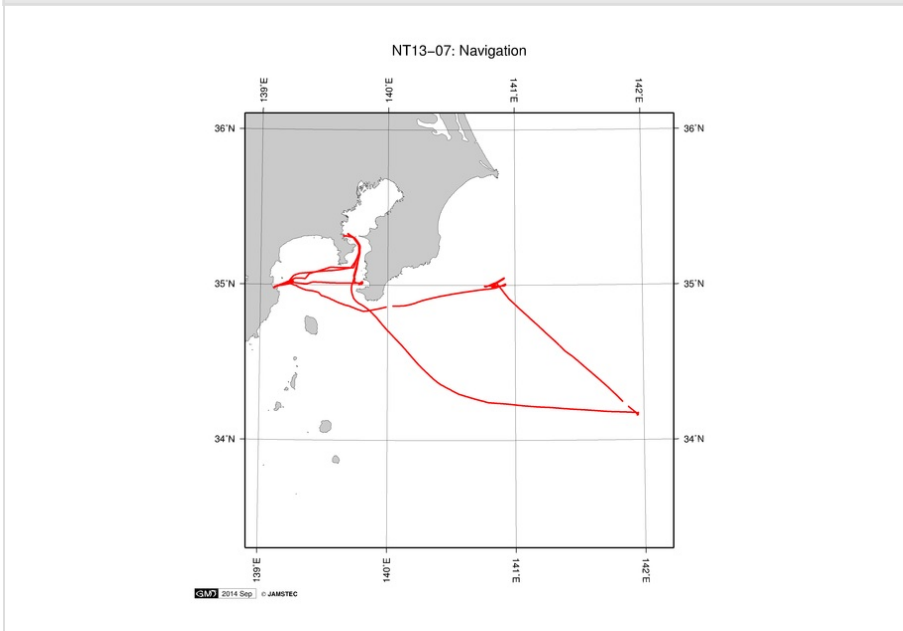 NT13−07: Navigation
139˚E 140˚E 141˚E 142˚E
36˚N 36˚N
35˚N 35˚N
34˚N 34˚N
139˚E 140˚E 141˚E 142˚E
GMD 2014 Sep © JAMSTEC